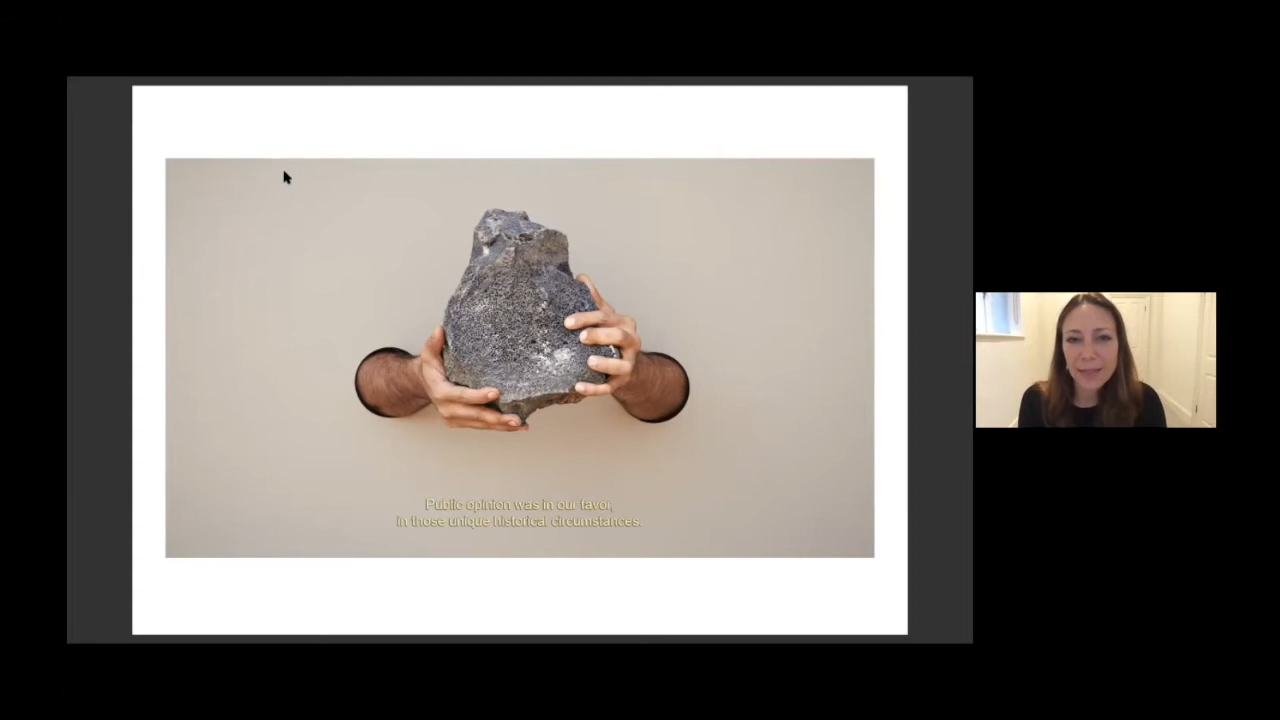 Public opinion was in our favor,
in those unique historical circumstances.